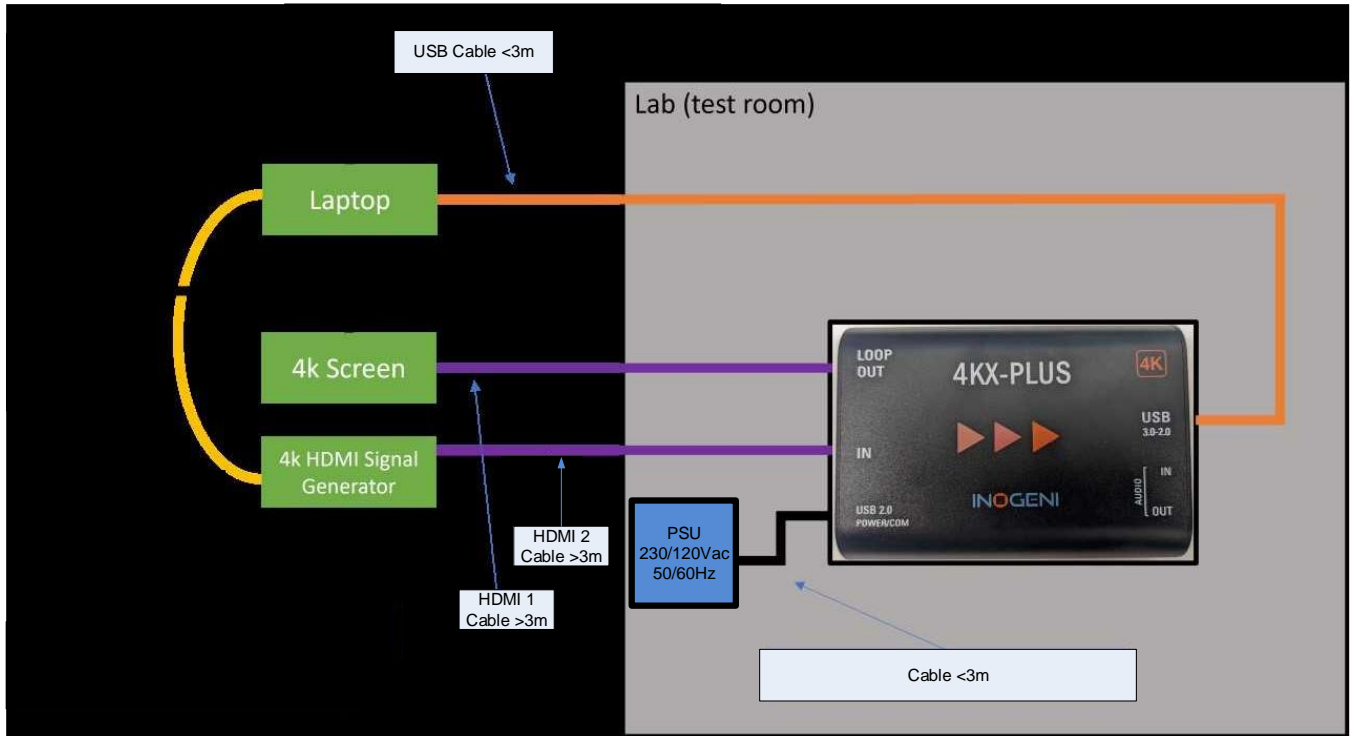 USB Cable <3m
Lab (test room)
Laptop
4k Screen
4k HDMI Signal
Generator
HDMI 2
Cable >3m
HDMI 1
Cable >3m
PSU
230/120Vac
50/60Hz
Cable <3m
LOOP
OUT
4KX-PLUS
4K
USB
3.0-2.0
IN
IN
AUDIO
OUT
INOGENI
USB 2.0
POWER/COM